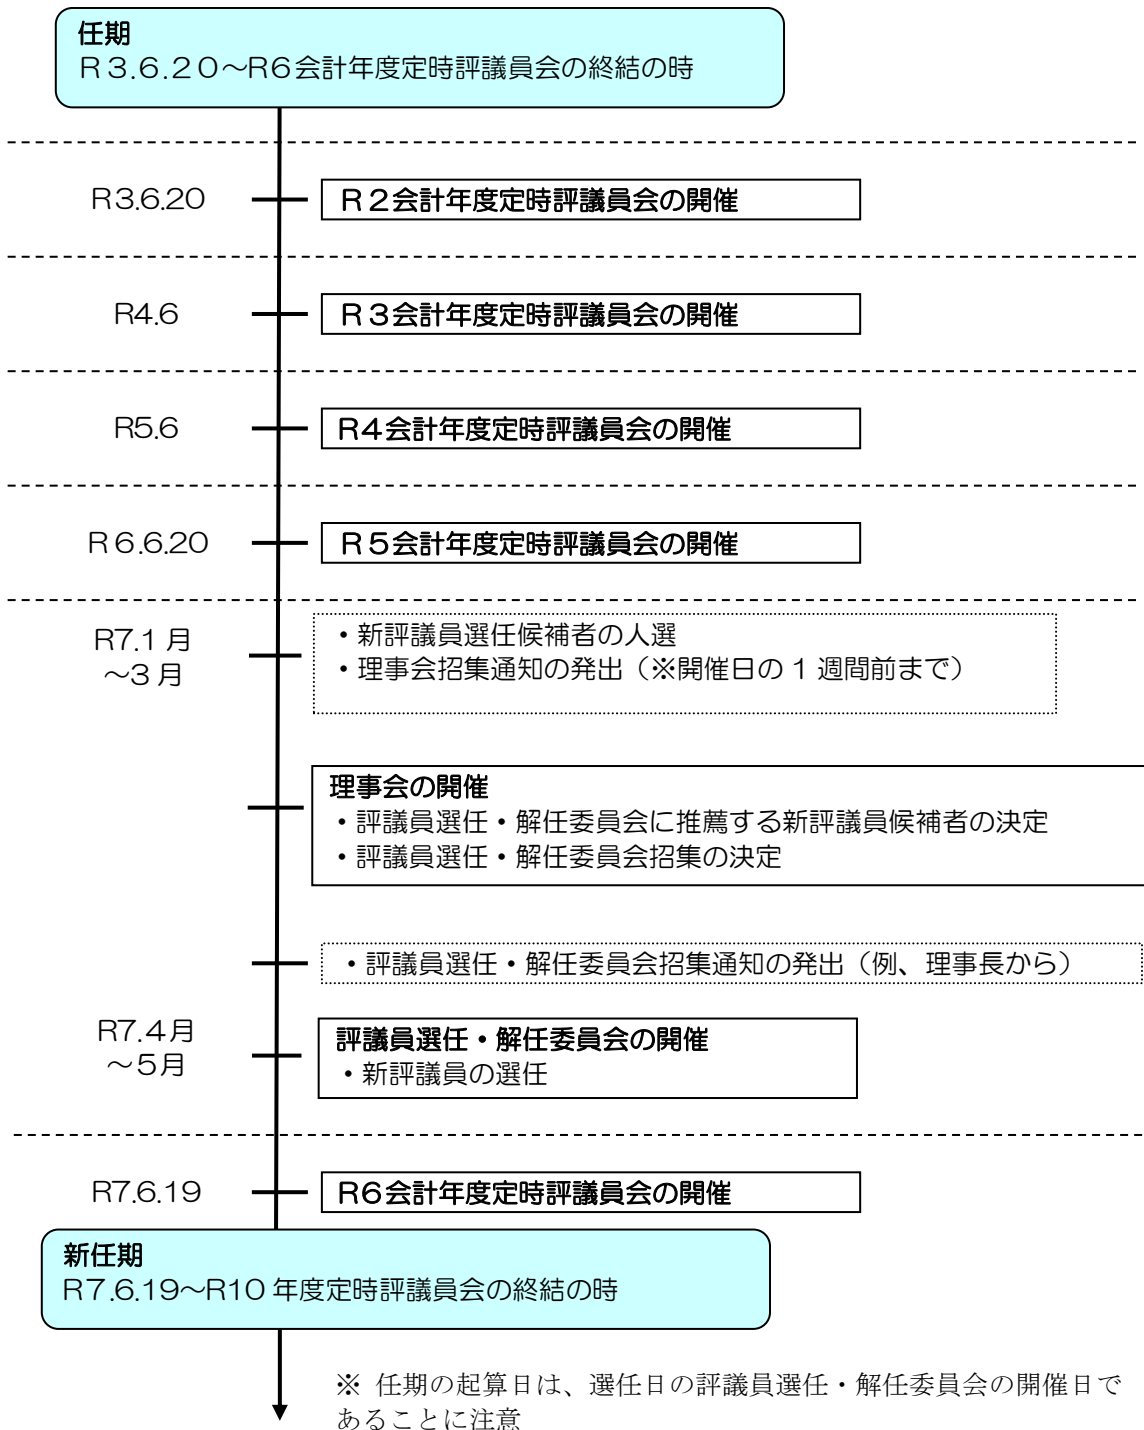 任期
R３.６.２０～R6会計年度定時評議員会の終結の時
R3.6.20
R２会計年度定時評議員会の開催
R4.6
R３会計年度定時評議員会の開催
R5.6
R4会計年度定時評議員会の開催
R６.6.20
R５会計年度定時評議員会の開催
R7.1月
～3月
・新評議員選任候補者の人選
・理事会招集通知の発出（※開催日の１週間前まで）
理事会の開催
・評議員選任・解任委員会に推薦する新評議員候補者の決定
・評議員選任・解任委員会招集の決定
・評議員選任・解任委員会招集通知の発出（例、理事長から）
R7.4月
～5月
評議員選任・解任委員会の開催
・新評議員の選任
R7.6.19
R6会計年度定時評議員会の開催
新任期
R7.6.19～R10年度定時評議員会の終結の時
※ 任期の起算日は、選任日の評議員選任・解任委員会の開催日で
あることに注意